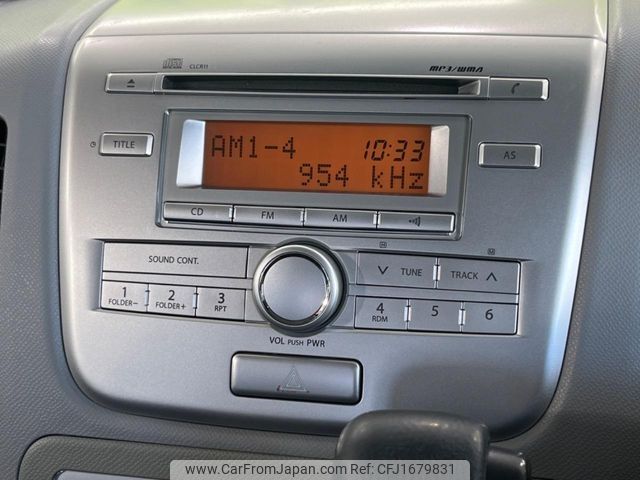 CLCR11
MP3/WMA
TITLE
AM1-4 10:33
954 kHz
AS
CD FM AM
SOUND CONT.
TUNE TRACK
H M
1 FOLDER-
2 FOLDER+
3 RPT
4 RDM
5
6
VOL PUSH PWR
www.CarFromJapan.com Ref:CFJ1679831